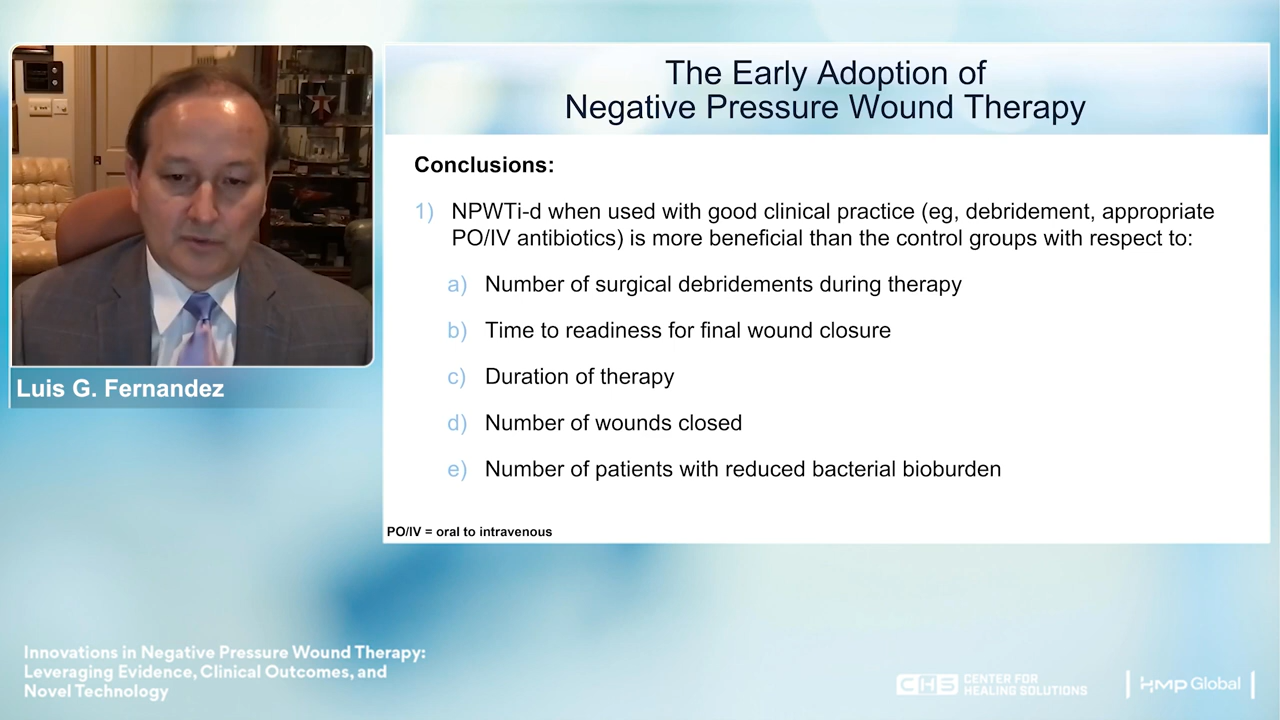 The Early Adoption of
Negative Pressure Wound Therapy
Conclusions:
1) NPWTi-d when used with good clinical practice (eg, debridement, appropriate
PO/IV antibiotics) is more beneficial than the control groups with respect to:
a) Number of surgical debridements during therapy
b) Time to readiness for final wound closure
c) Duration of therapy
d) Number of wounds closed
e) Number of patients with reduced bacterial bioburden
PO/IV = oral to intravenous
Luis G. Fernandez
Innovations in Negative Pressure Wound Therapy:
Leveraging Evidence, Clinical Outcomes, and
Novel Technology
CHS CENTER FOR
HEALING SOLUTIONS
HMP Global